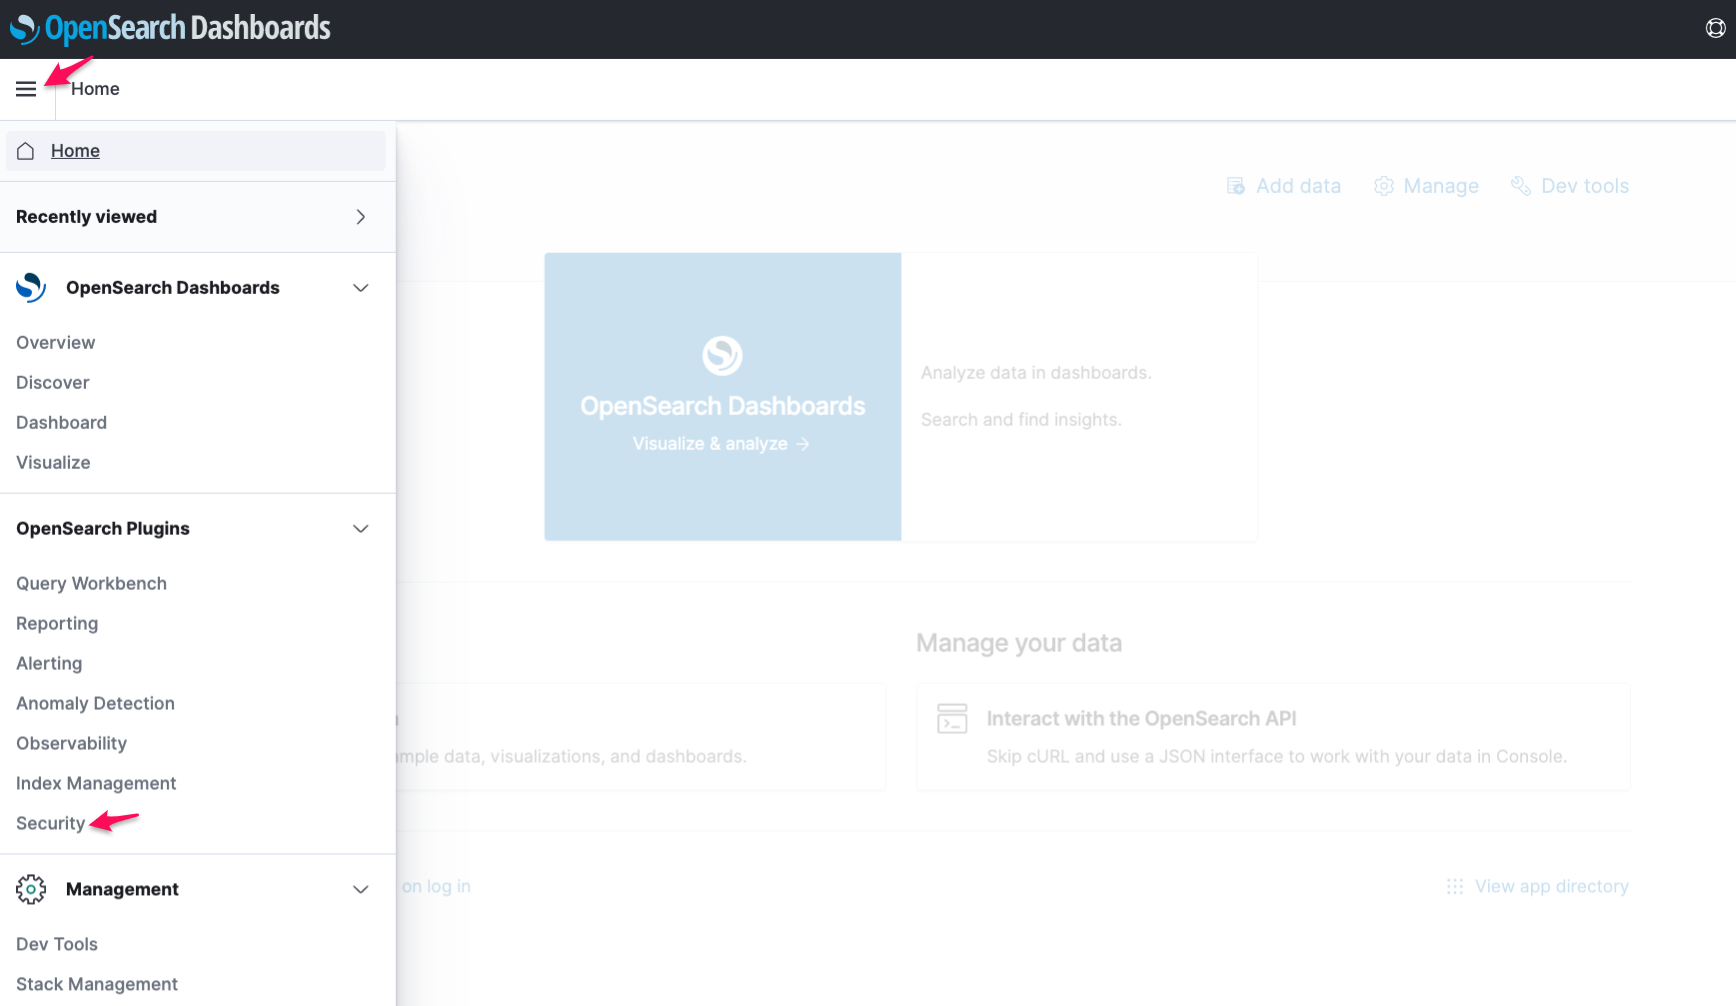 OpenSearch Dashboards
Home
Home
Recently viewed
OpenSearch Dashboards
Overview
Discover
Dashboard
Visualize
OpenSearch Plugins
Query Workbench
Reporting
Alerting
Anomaly Detection
Observability
Index Management
Security
Management
Dev Tools
Stack Management
Add data
Manage
Dev tools
OpenSearch Dashboards
Visualize & analyze →
Analyze data in dashboards.
Search and find insights.
Manage your data
mple data, visualizations, and dashboards.
Interact with the OpenSearch API
Skip cURL and use a JSON interface to work with your data in Console.
on log in
View app directory